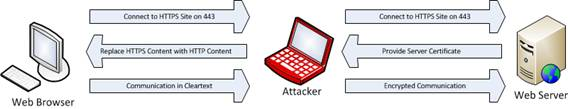 Connect to HTTPS Site on 443
Connect to HTTPS Site on 443
Replace HTTPS Content with HTTP Content
Provide Server Certificate
Communication in Cleartext
Encrypted Communication
Web Browser
Attacker
Web Server